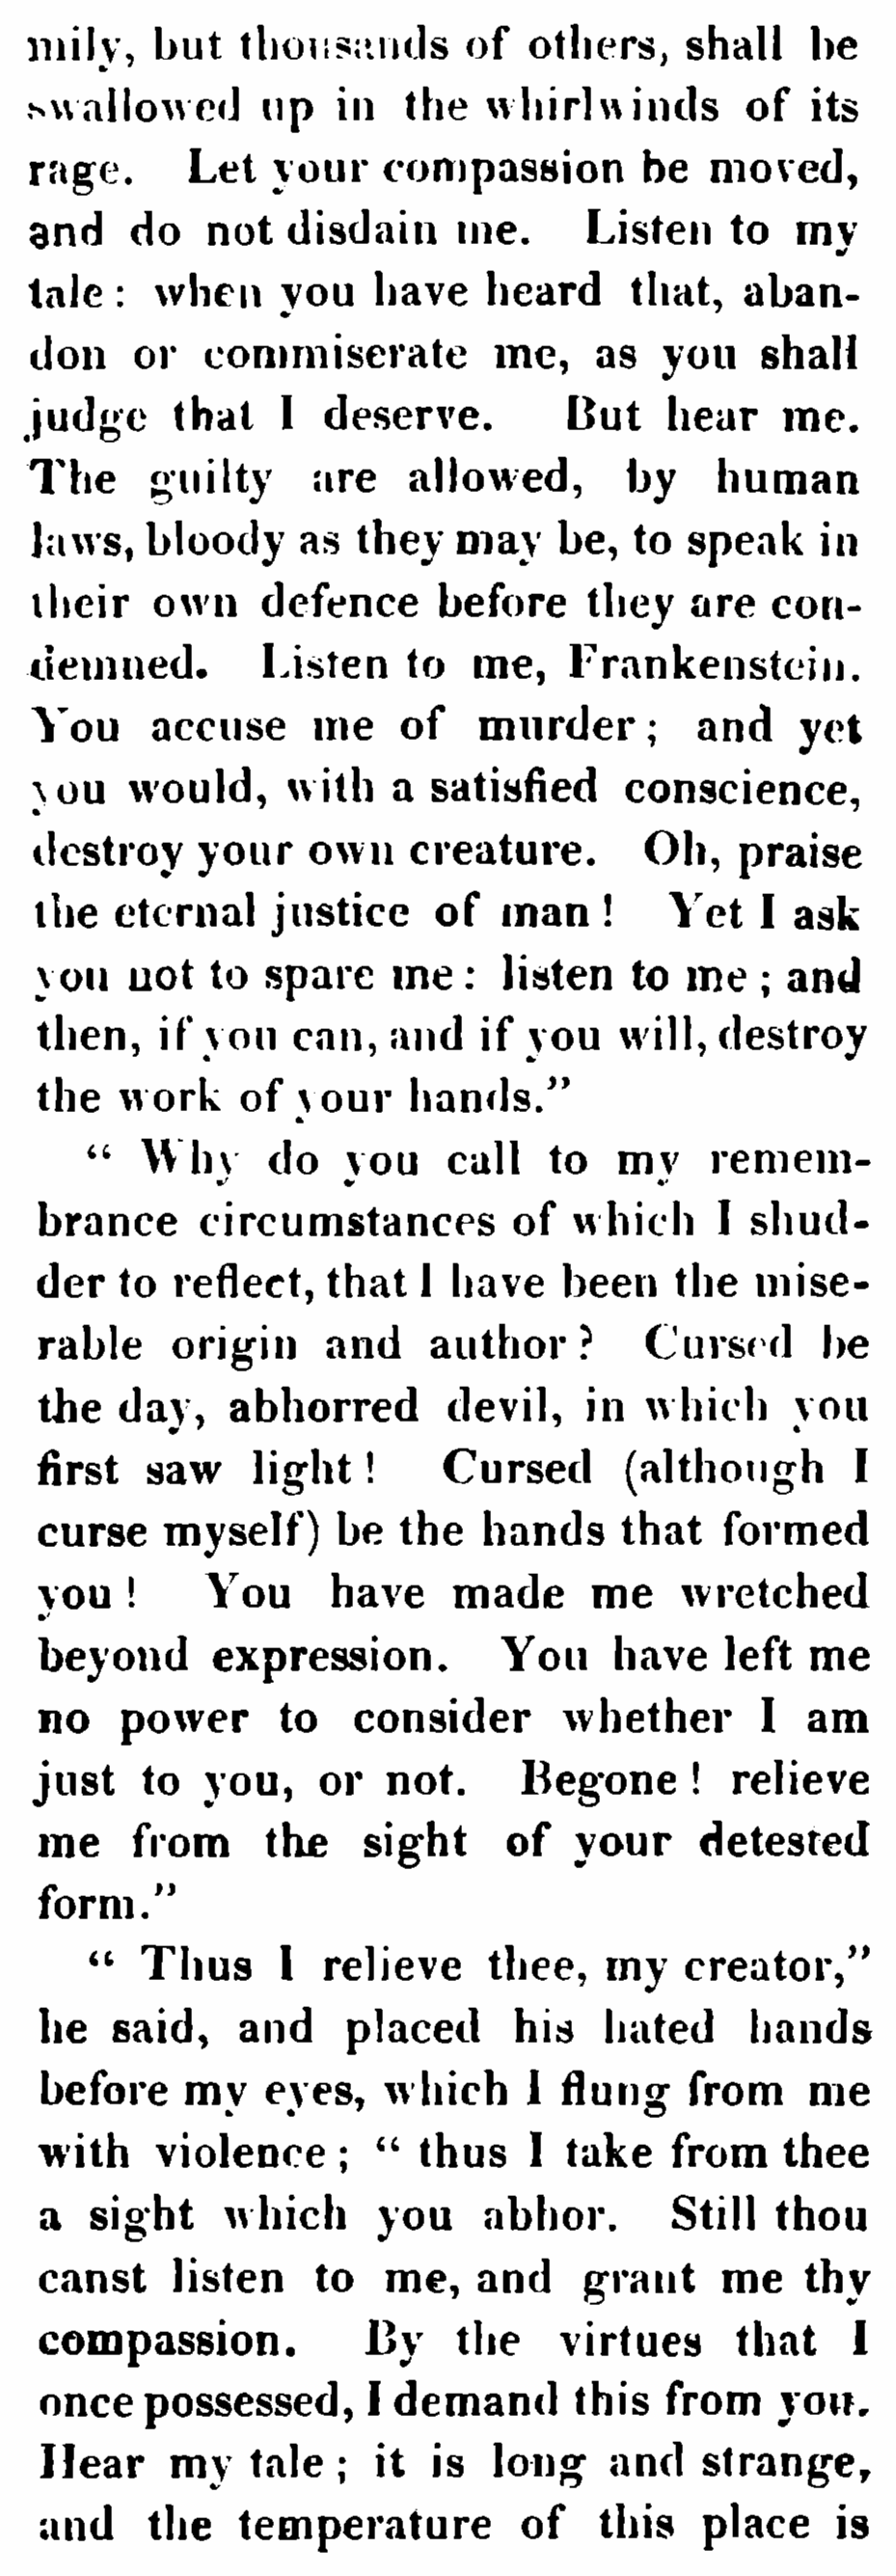 mily, but thousands of others, shall be
swallowed up in the whirlwinds of its
rage. Let your compassion be moved,
and do not disdain me. Listen to my
tale: when you have heard that, aban-
don or commiserate me, as you shall
judge that I deserve. But hear me.
The guilty are allowed, by human
laws, bloody as they may be, to speak in
their own defence before they are con-
demned. Listen to me, Frankenstein.
You accuse me of murder; and yet
you would, with a satisfied conscience,
destroy your own creature. Oh, praise
the eternal justice of man! Yet I ask
you not to spare me: listen to me; and
then, if you can, and if you will, destroy
the work of your hands.”
“ Why do you call to my remem-
brance circumstances of which I shud-
der to reflect, that I have been the mise-
rable origin and author? Cursed be
the day, abhorred devil, in which you
first saw light! Cursed (although I
curse myself) be the hands that formed
you! You have made me wretched
beyond expression. You have left me
no power to consider whether I am
just to you, or not. Begone! relieve
me from the sight of your detested
form.”
“ Thus I relieve thee, my creator,”
he said, and placed his hated hands
before my eyes, which I flung from me
with violence; “ thus I take from thee
a sight which you abhor. Still thou
canst listen to me, and grant me thy
compassion. By the virtues that I
once possessed, I demand this from you.
Hear my tale; it is long and strange,
and the temperature of this place is